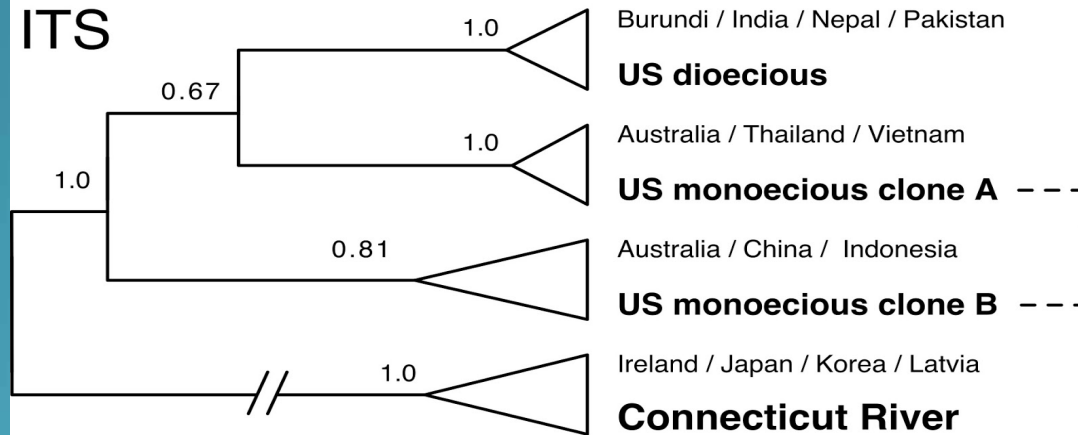 ITS
1.0
Burundi / India / Nepal / Pakistan
US dioecious
0.67
1.0
Australia / Thailand / Vietnam
US monoecious clone A
1.0
0.81
Australia / China / Indonesia
US monoecious clone B
1.0
Ireland / Japan / Korea / Latvia
Connecticut River